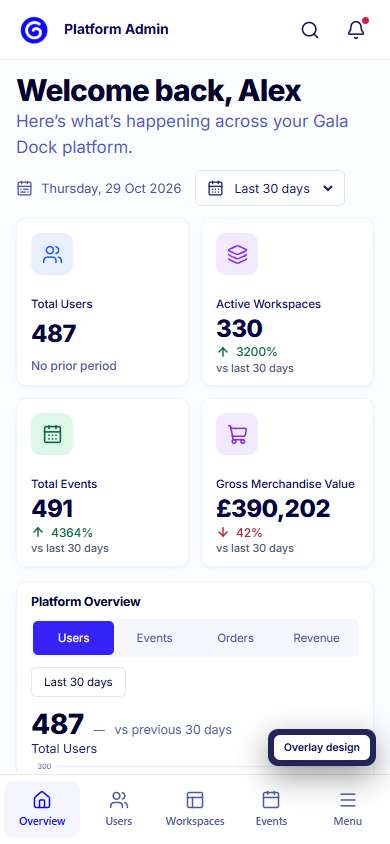 Platform Admin
Welcome back, Alex
Here's what's happening across your Gala
Dock platform.
Thursday, 29 Oct 2026
Last 30 days
Total Users
487
No prior period
Active Workspaces
330
↑ 3200%
vs last 30 days
Total Events
491
↑ 4364%
vs last 30 days
Gross Merchandise Value
£390,202
↓ 42%
vs last 30 days
Platform Overview
Users Events Orders Revenue
Last 30 days
487 — vs previous 30 days
Total Users
300
Overlay design
Overview Users Workspaces Events Menu